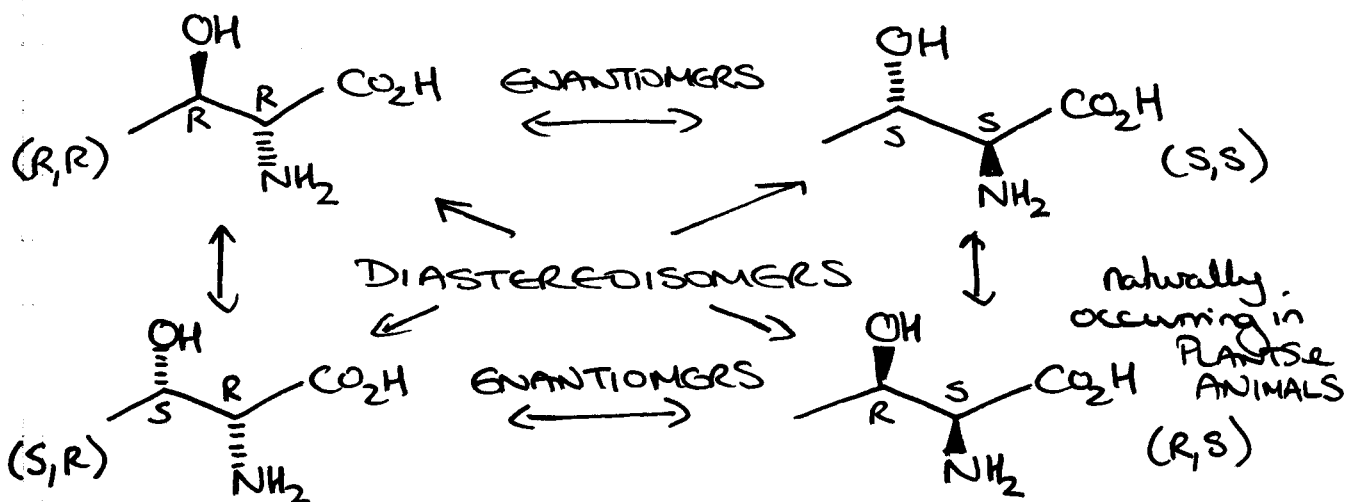 OH
R R CO2H
(R,R)
NH2
ENANTIOMERS
OH
S S CO2H
(S,S)
NH2
DIASTEREOISOMERS
naturally
occurring in
PLANTS &
ANIMALS
OH
S R CO2H
(S,R)
NH2
ENANTIOMERS
OH
R S CO2H
(R,S)
NH2